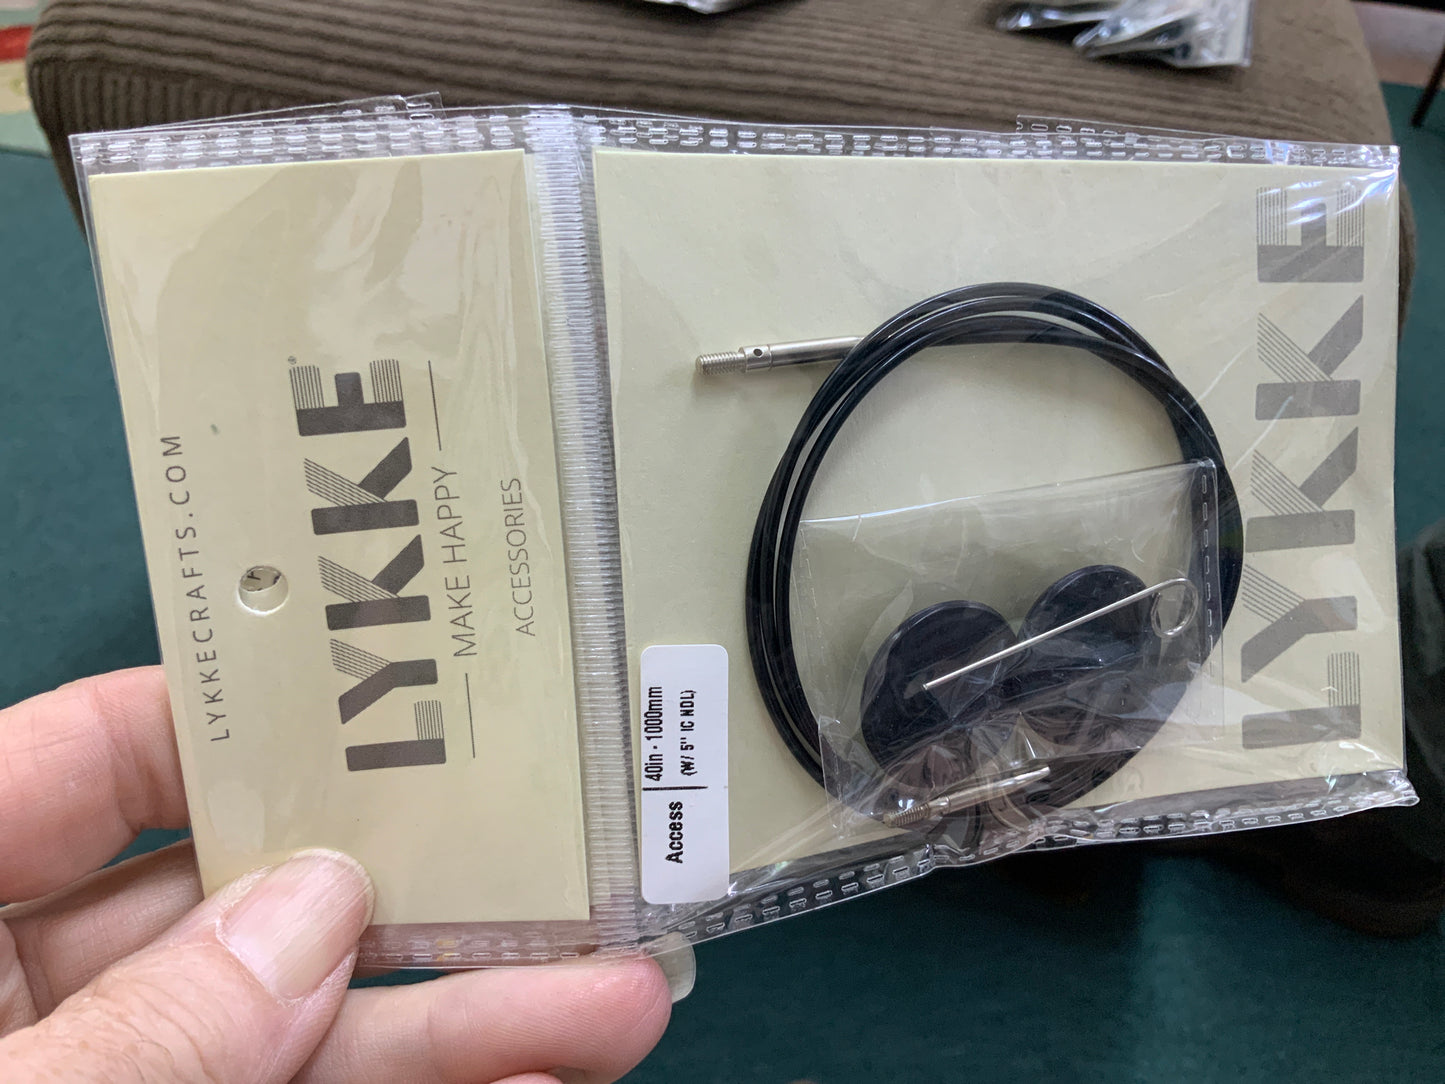 LYKKECRAFTS.COM
LYKKE®
MAKE HAPPY
ACCESSORIES
Access | 40in - 1000mm
(W/ 5" IC NDL)
LYKKE